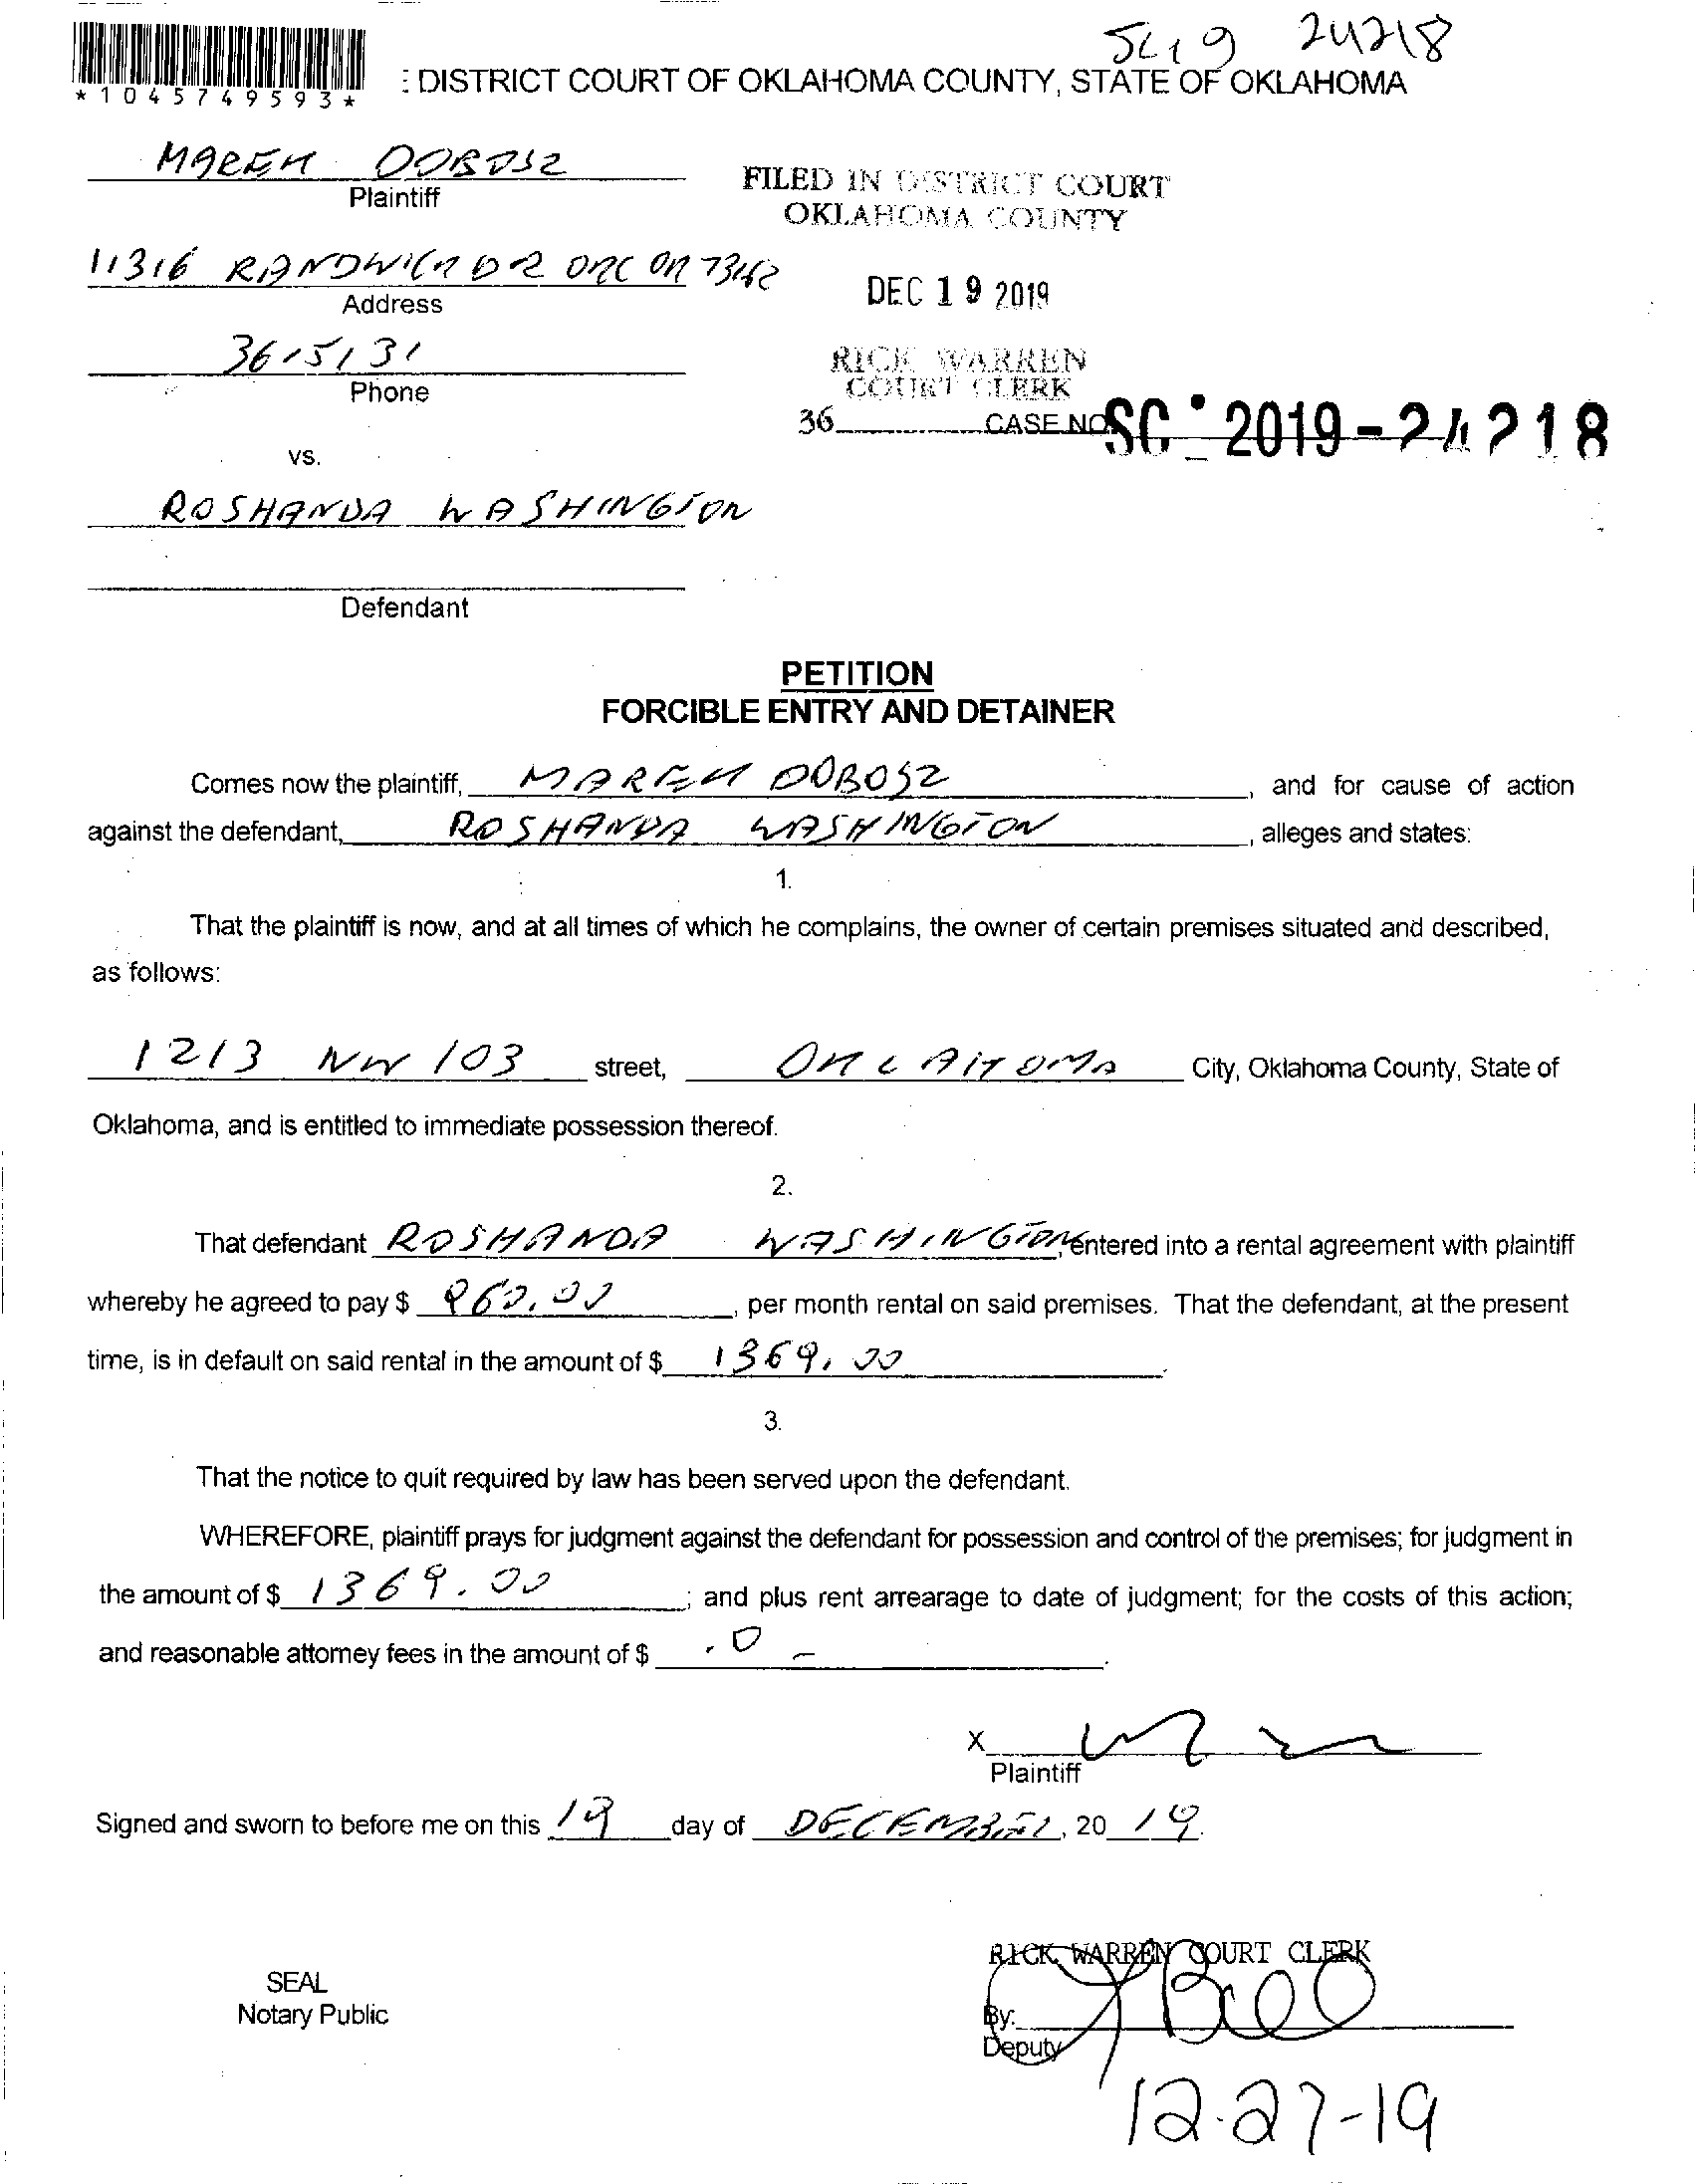 SC19 24218
*1045749593*
: DISTRICT COURT OF OKLAHOMA COUNTY, STATE OF OKLAHOMA
MAREK DOBOSZ
Plaintiff
FILED IN DISTRICT COURT
OKLAHOMA COUNTY
11316 RANDWICK DR OKC OK 73162
Address
DEC 19 2019
3615131
Phone
RICK WARREN
COURT CLERK
36 CASE NO. SC - 2019 - 24218
vs.
ROSHANDA WASHINGTON
Defendant
PETITION
FORCIBLE ENTRY AND DETAINER
Comes now the plaintiff, MAREK DOBOSZ, and for cause of action
against the defendant, ROSHANDA WASHINGTON, alleges and states:
1.
That the plaintiff is now, and at all times of which he complains, the owner of certain premises situated and described,
as follows:
1213 NW 103 street, OKLAHOMA City, Oklahoma County, State of
Oklahoma, and is entitled to immediate possession thereof.
2.
That defendant ROSHANDA WASHINGTON, entered into a rental agreement with plaintiff
whereby he agreed to pay $ 60.00, per month rental on said premises. That the defendant, at the present
time, is in default on said rental in the amount of $ 1369.00.
3.
That the notice to quit required by law has been served upon the defendant.
WHEREFORE, plaintiff prays for judgment against the defendant for possession and control of the premises; for judgment in
the amount of $ 1369.00; and plus rent arrearage to date of judgment; for the costs of this action;
and reasonable attorney fees in the amount of $ - 0 -.
X
Plaintiff
Signed and sworn to before me on this 19 day of DECEMBER, 20 19.
RICK WARREN COURT CLERK
SEAL
Notary Public
By:
Deputy
12-27-19